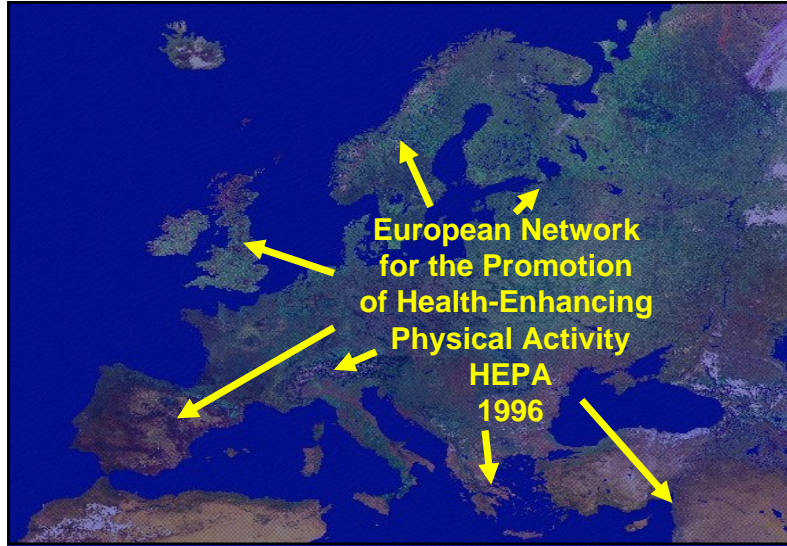 European Network
for the Promotion
of Health-Enhancing
Physical Activity
HEPA
1996